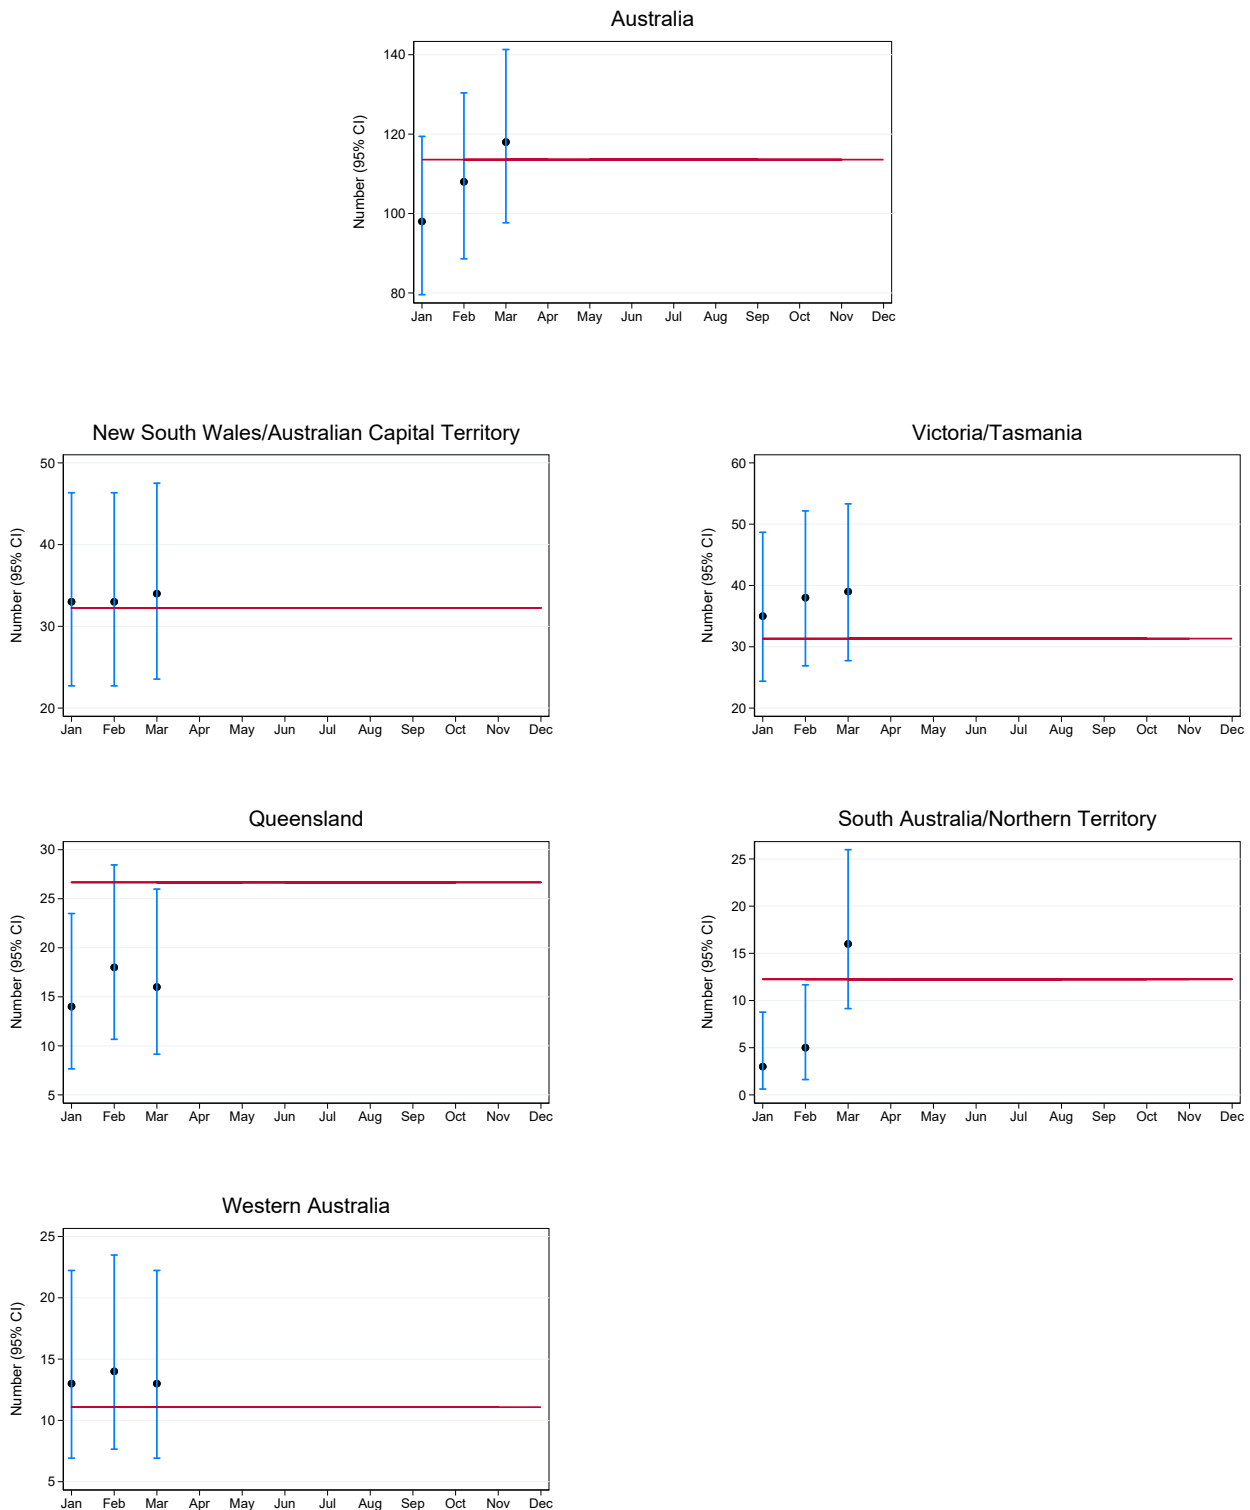 Australia
Number (95% CI)
140
120
100
80
Jan Feb Mar Apr May Jun Jul Aug Sep Oct Nov Dec
New South Wales/Australian Capital Territory
Number (95% CI)
50
40
30
20
Jan Feb Mar Apr May Jun Jul Aug Sep Oct Nov Dec
Victoria/Tasmania
Number (95% CI)
60
50
40
30
20
Jan Feb Mar Apr May Jun Jul Aug Sep Oct Nov Dec
Queensland
Number (95% CI)
30
25
20
15
10
5
Jan Feb Mar Apr May Jun Jul Aug Sep Oct Nov Dec
South Australia/Northern Territory
Number (95% CI)
25
20
15
10
5
0
Jan Feb Mar Apr May Jun Jul Aug Sep Oct Nov Dec
Western Australia
Number (95% CI)
25
20
15
10
5
Jan Feb Mar Apr May Jun Jul Aug Sep Oct Nov Dec